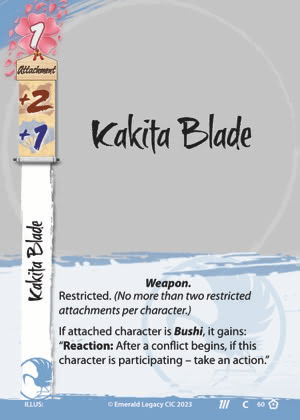 1
Attachment
+2
+1
Kakita Blade
Kakita Blade
Weapon.
Restricted. (No more than two restricted
attachments per character.)
If attached character is Bushi, it gains:
“Reaction: After a conflict begins, if this
character is participating – take an action.”
ILLUS: © Emerald Legacy CIC 2023 C 60